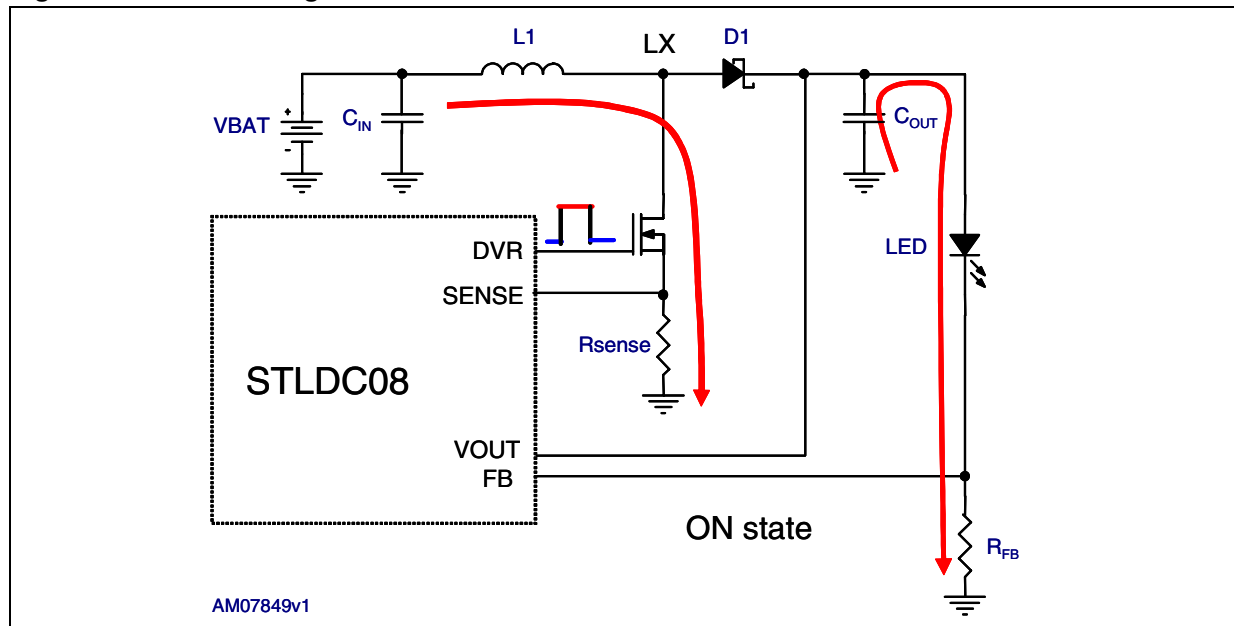 L1
LX
D1
VBAT
+
-
CIN
COUT
DVR
SENSE
LED
Rsense
STLDC08
VOUT
FB
ON state
RFB
AM07849v1